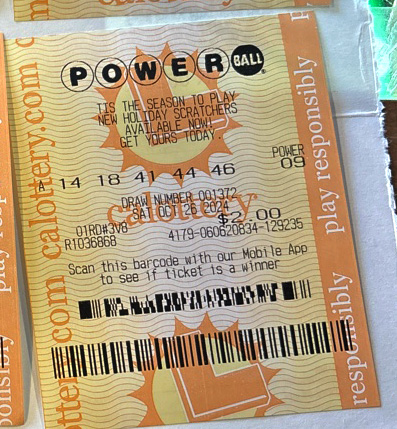 POWER BALL
TIS THE SEASON TO PLAY
NEW HOLIDAY SCRATCHERS
AVAILABLE NOW!
GET YOURS TODAY.
POWER
A 14 18 41 44 46 09
DRAW NUMBER 001372
SAT OCT 26 2024
calottery
$2.00
01RD#3V8
4179-060620834-129235
R1036868
Scan this barcode with our Mobile App
to see if ticket is a winner
calottery.com
play responsibly